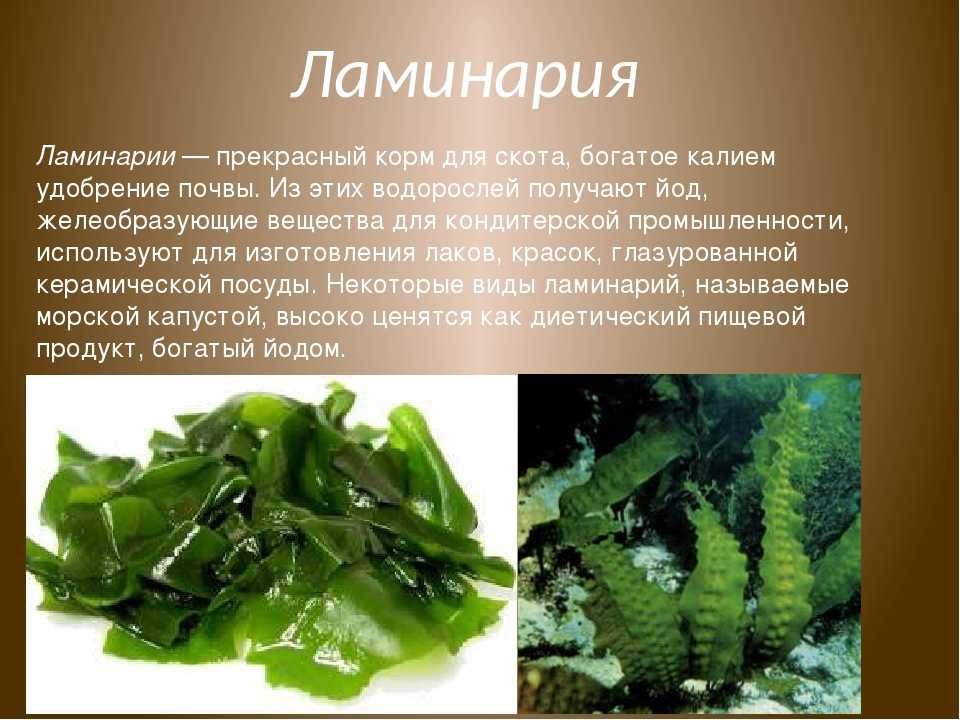 Ламинария
Ламинарии — прекрасный корм для скота, богатое калием
удобрение почвы. Из этих водорослей получают йод,
желеобразующие вещества для кондитерской промышленности,
используют для изготовления лаков, красок, глазурованной
керамической посуды. Некоторые виды ламинарий, называемые
морской капустой, высоко ценятся как диетический пищевой
продукт, богатый йодом.